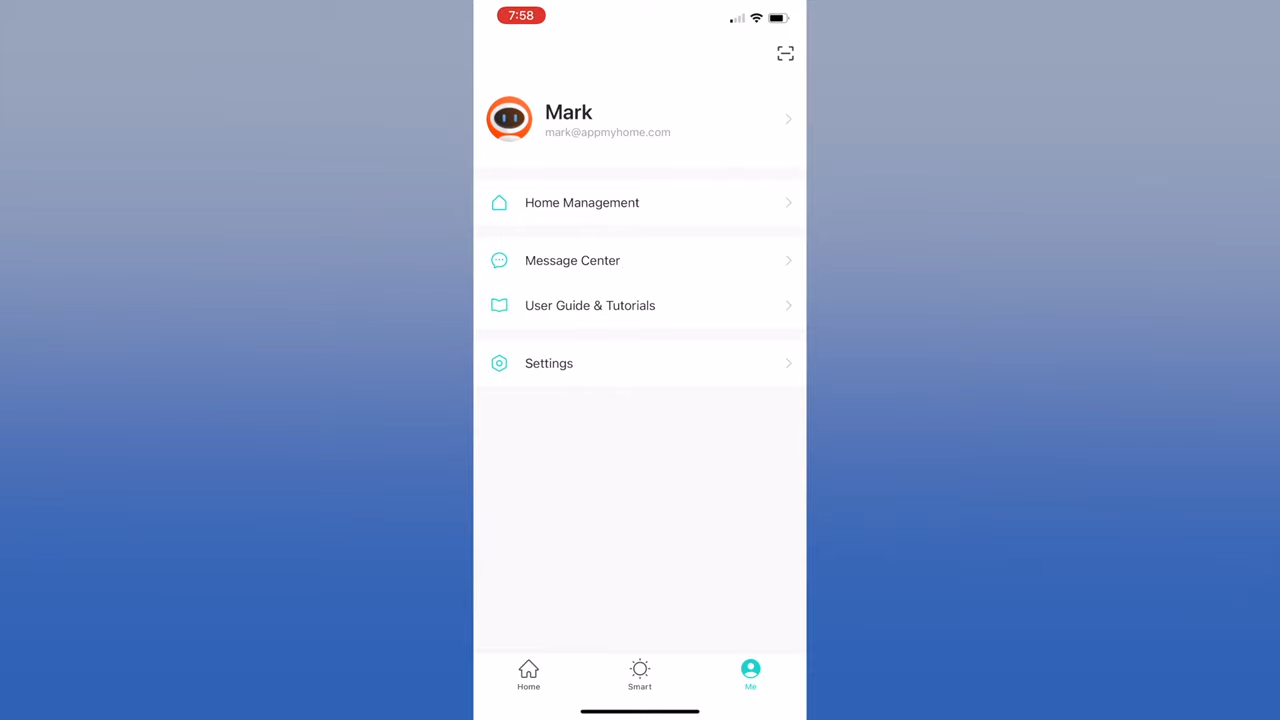 7:58
Mark
mark@appmyhome.com
Home Management
Message Center
User Guide & Tutorials
Settings
Home
Smart
Me